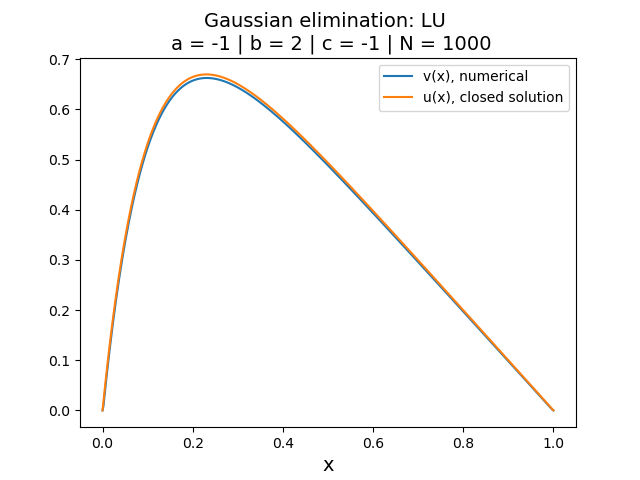 Gaussian elimination: LU
a = -1 | b = 2 | c = -1 | N = 1000
v(x), numerical
u(x), closed solution
0.7
0.6
0.5
0.4
0.3
0.2
0.1
0.0
0.0 0.2 0.4 0.6 0.8 1.0
x